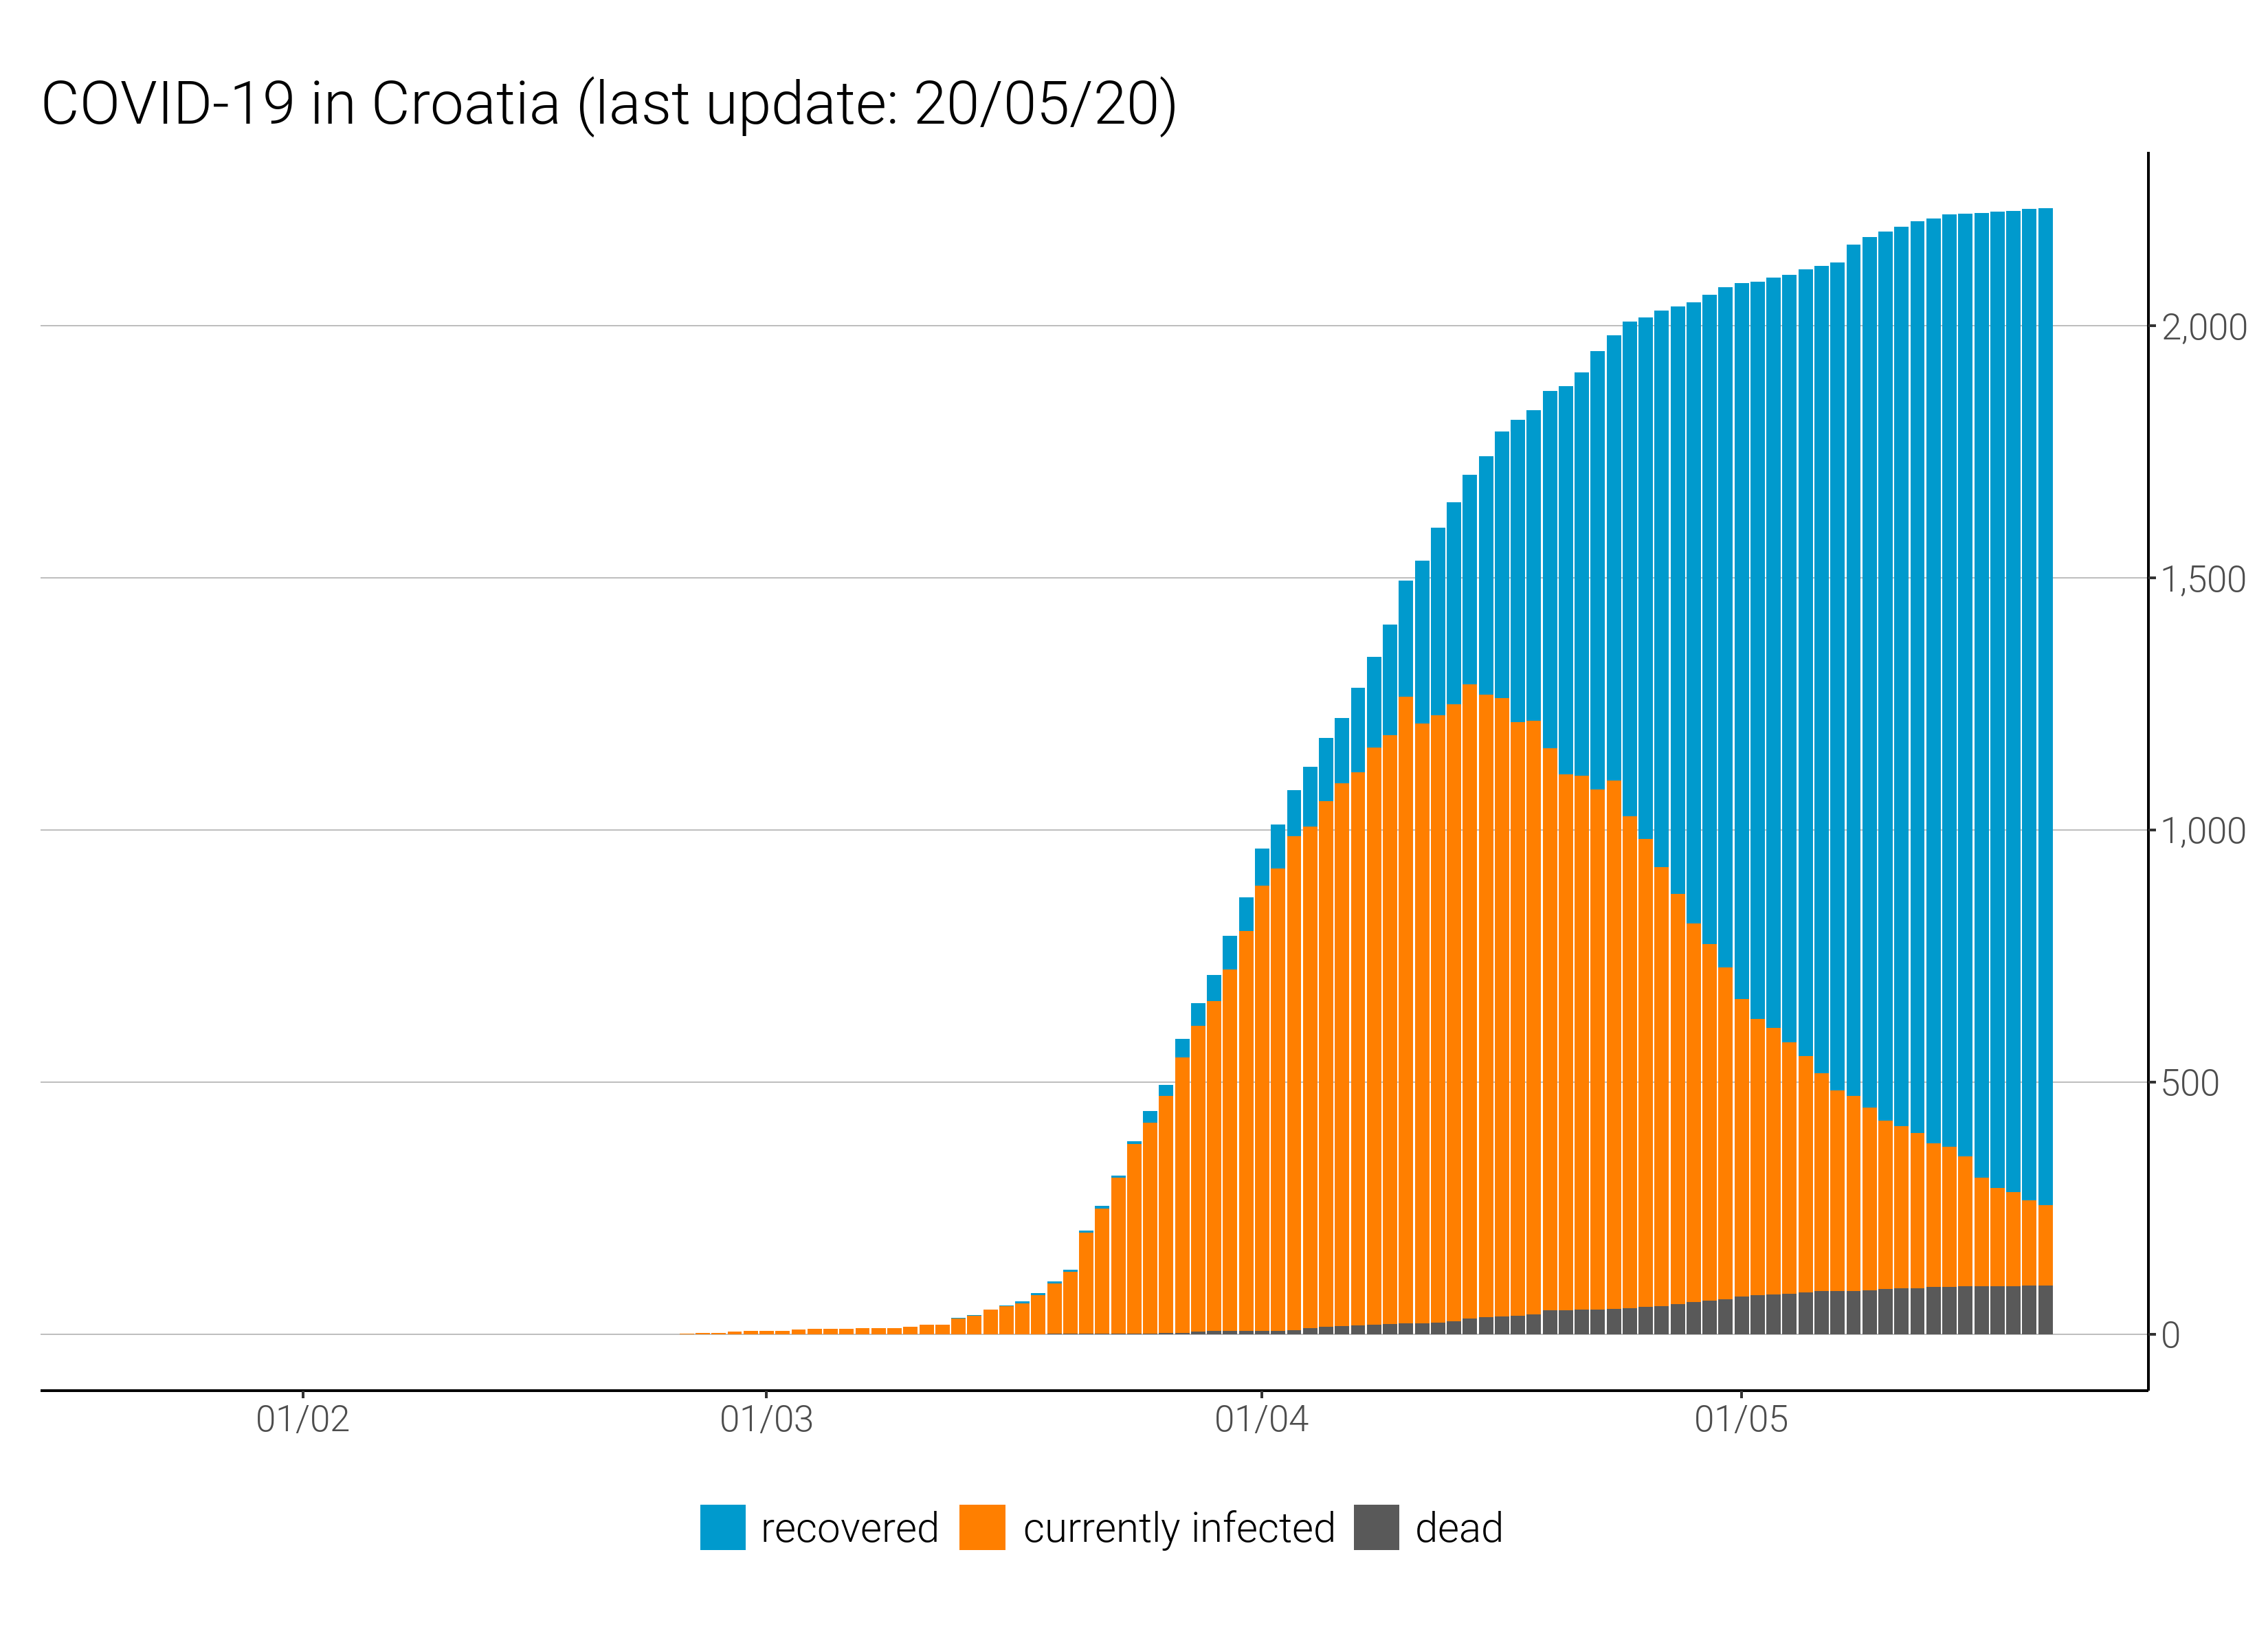 COVID-19 in Croatia (last update: 20/05/20)
2,000
1,500
1,000
500
0
01/02 01/03 01/04 01/05
recovered currently infected dead